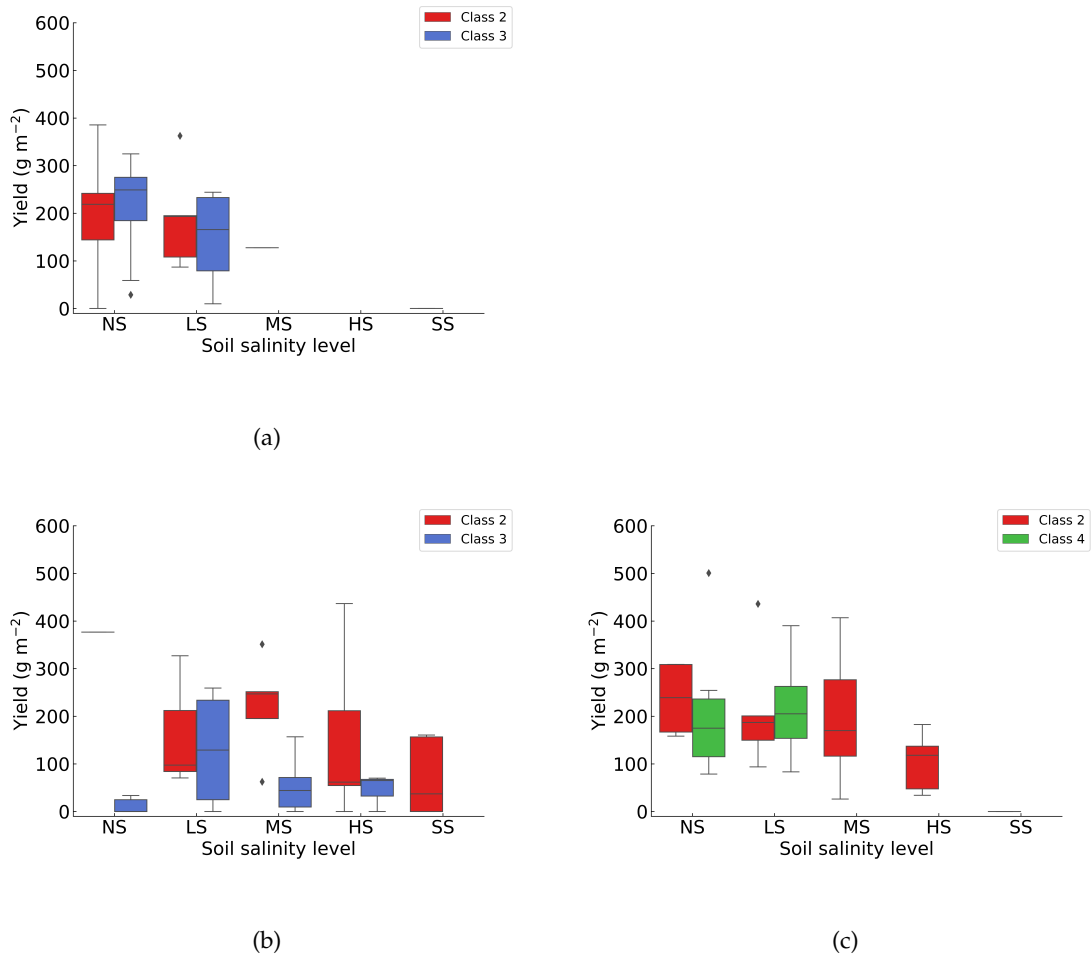 Class 2
Class 3
600
500
400
300
200
100
0
Yield (g m⁻²)
NS LS MS HS SS
Soil salinity level
(a)
Class 2
Class 3
600
500
400
300
200
100
0
Yield (g m⁻²)
NS LS MS HS SS
Soil salinity level
(b)
Class 2
Class 4
600
500
400
300
200
100
0
Yield (g m⁻²)
NS LS MS HS SS
Soil salinity level
(c)